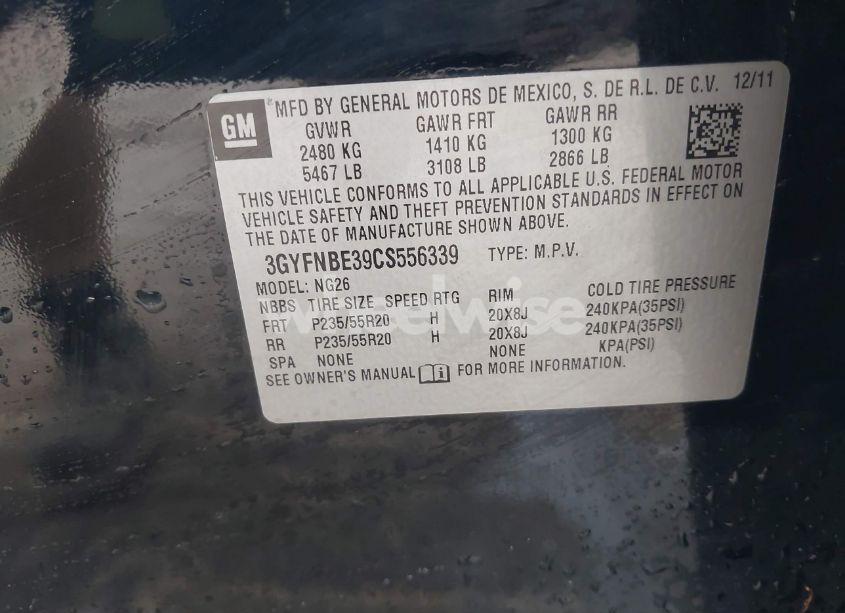 GM
MFD BY GENERAL MOTORS DE MEXICO, S. DE R.L. DE C.V. 12/11
GVWR GAWR FRT GAWR RR
2480 KG 1410 KG 1300 KG
5467 LB 3108 LB 2866 LB
THIS VEHICLE CONFORMS TO ALL APPLICABLE U.S. FEDERAL MOTOR
VEHICLE SAFETY AND THEFT PREVENTION STANDARDS IN EFFECT ON
THE DATE OF MANUFACTURE SHOWN ABOVE.
3GYFNBE39CS556339 TYPE: M.P.V.
MODEL: NG26
NBBS TIRE SIZE SPEED RTG RIM COLD TIRE PRESSURE
FRT P235/55R20 H 20X8J 240KPA(35PSI)
RR P235/55R20 H 20X8J 240KPA(35PSI)
SPA NONE NONE KPA(PSI)
SEE OWNER'S MANUAL FOR MORE INFORMATION.